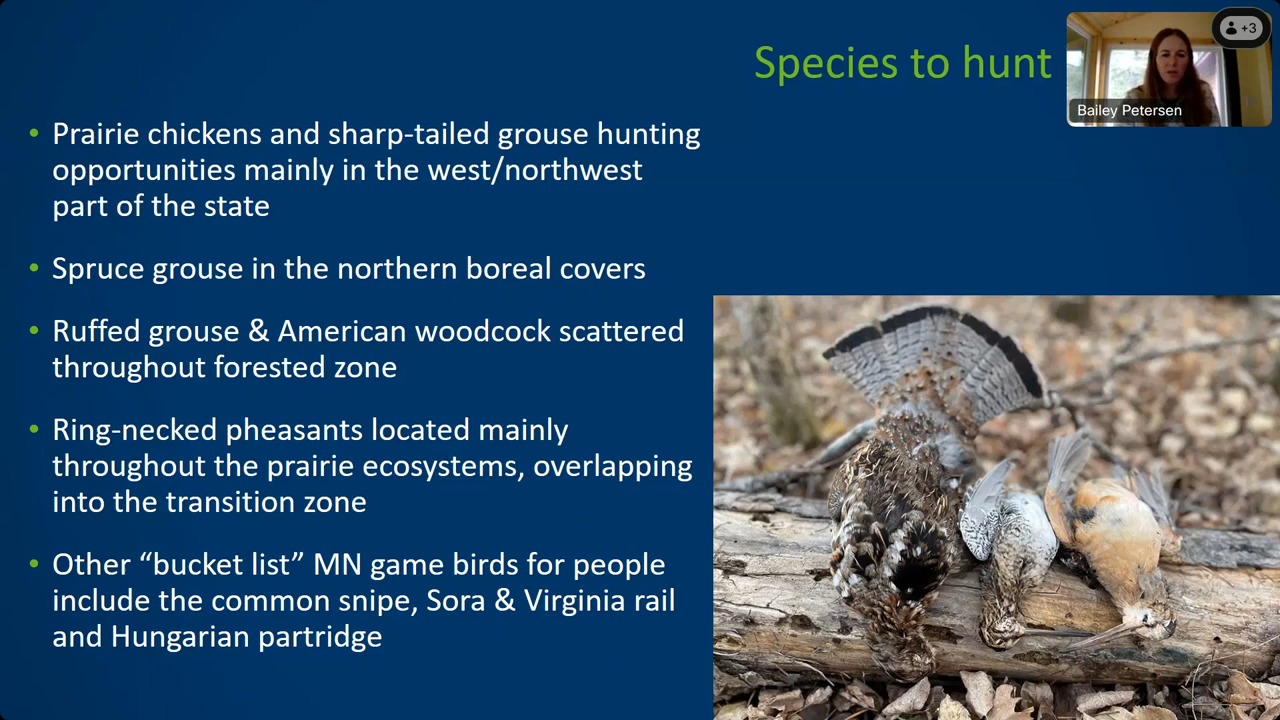 Species to hunt
+3
Bailey Petersen
• Prairie chickens and sharp-tailed grouse hunting
opportunities mainly in the west/northwest
part of the state
• Spruce grouse in the northern boreal covers
• Ruffed grouse & American woodcock scattered
throughout forested zone
• Ring-necked pheasants located mainly
throughout the prairie ecosystems, overlapping
into the transition zone
• Other “bucket list” MN game birds for people
include the common snipe, Sora & Virginia rail
and Hungarian partridge